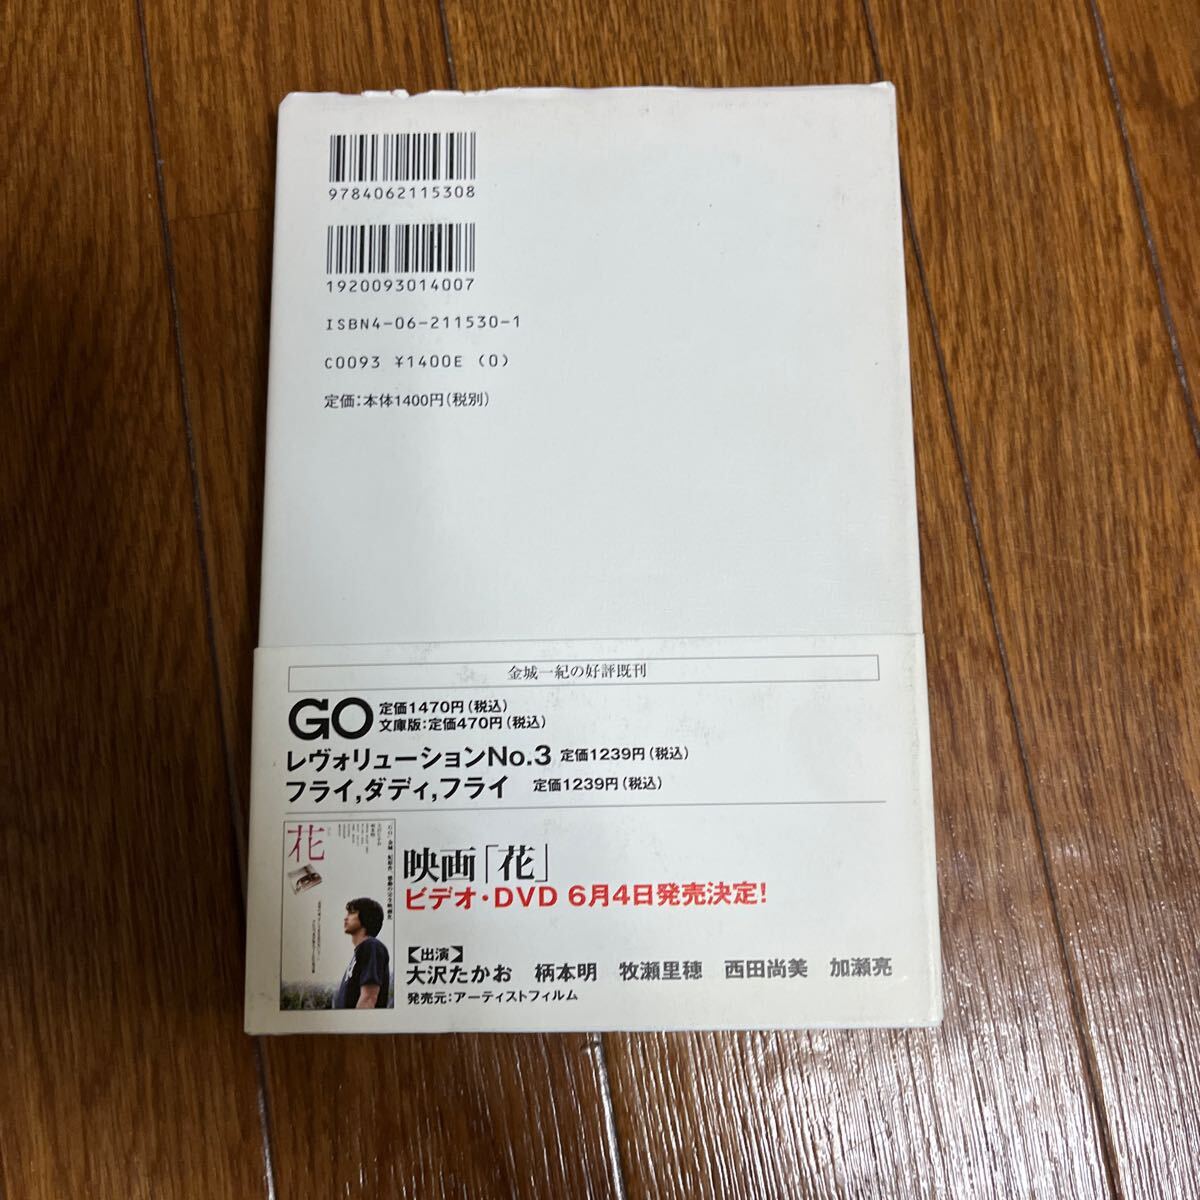 9784062115308
1920093014007
ISBN4-06-211530-1
C0093 ¥1400E (0)
定価：本体1400円(税別)
金城一紀の好評既刊
GO 定価1470円(税込)
文庫版：定価470円(税込)
レヴォリューションNo.3 定価1239円(税込)
フライ,ダディ,フライ 定価1239円(税込)
花
映画「花」
ビデオ・DVD 6月4日発売決定!
【出演】
大沢たかお 柄本明 牧瀬里穂 西田尚美 加瀬亮
発売元：アーティストフィルム